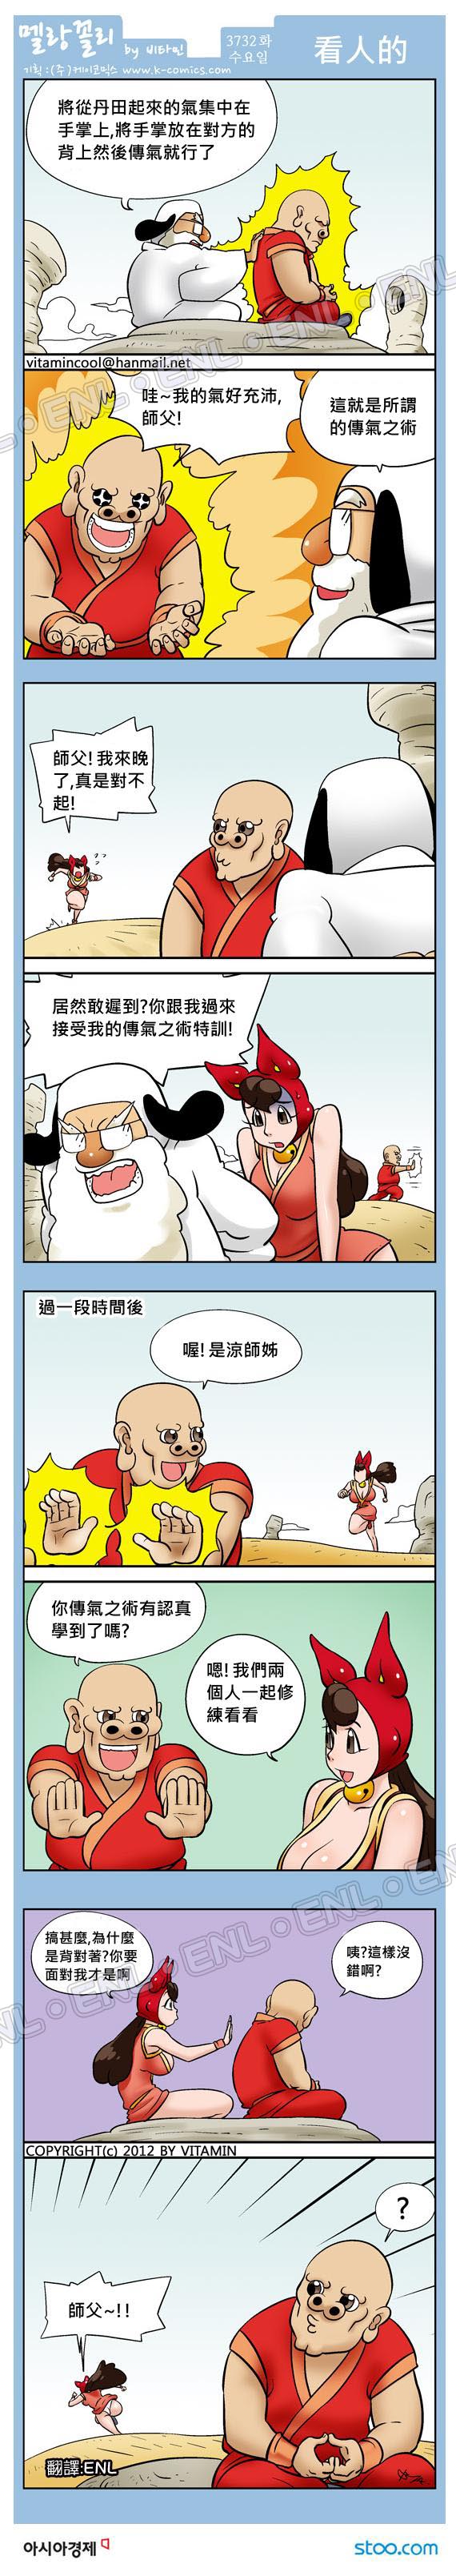 멜랑꼴리
by 비타민
기획:(주)케이코믹스 www.k-comics.com
3732화
수요일
看人的
將從丹田起來的氣集中在
手掌上,將手掌放在對方的
背上然後傳氣就行了
vitamincool@hanmail.net
哇~我的氣好充沛,
師父!
這就是所謂
的傳氣之術
師父!我來晚
了,真是對不
起!
居然敢遲到?你跟我過來
接受我的傳氣之術特訓!
過一段時間後
喔!是涼師姊
你傳氣之術有認真
學到了嗎?
嗯!我們兩
個人一起修
練看看
搞甚麼,為什麼
是背對著?你要
面對我才是啊
咦?這樣沒
錯啊?
COPYRIGHT(c) 2012 BY VITAMIN
?
師父~!!
翻譯:ENL
ENL ENL ENL ENL
ENL ENL ENL ENL
아시아경제
stoo.com